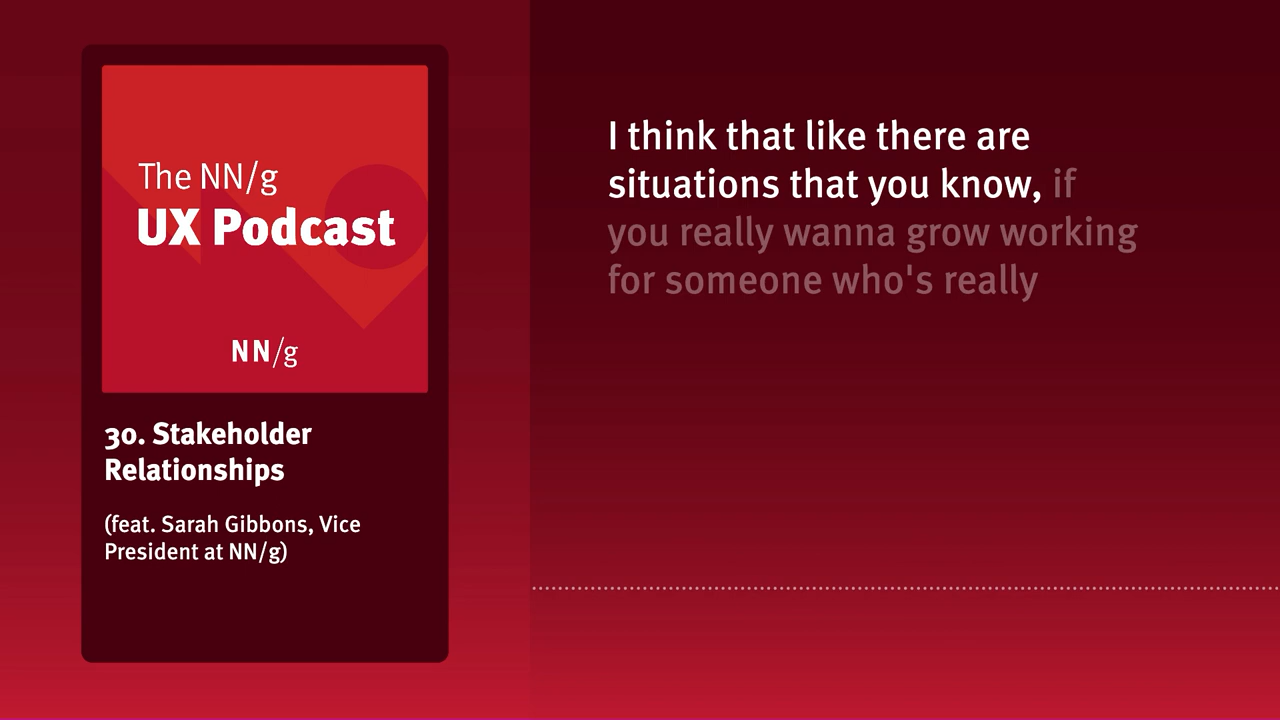 The NN/g
UX Podcast
NN/g
30. Stakeholder
Relationships
(feat. Sarah Gibbons, Vice
President at NN/g)
I think that like there are
situations that you know, if
you really wanna grow working
for someone who's really